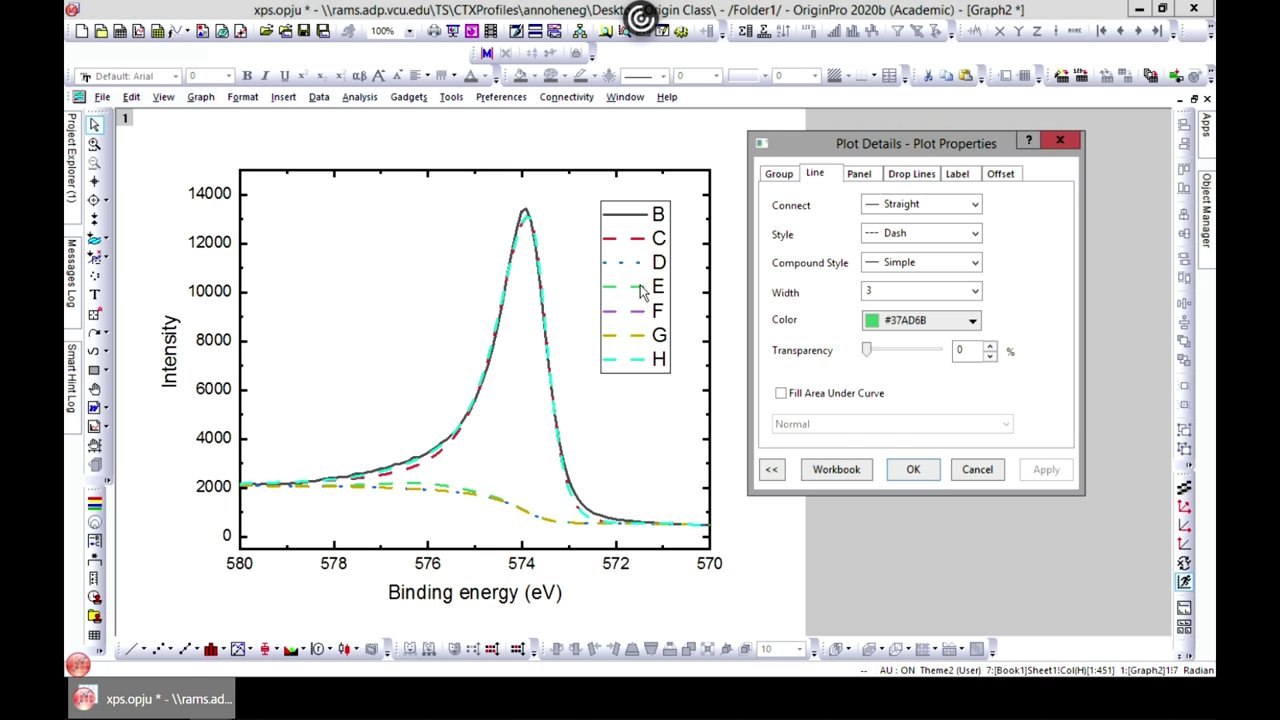 xps.opju * - \\rams.adp.vcu.edu\TS\CTXProfiles\annoheneg\Desktop\Origin Class\ - /Folder1/ - OriginPro 2020b (Academic) - [Graph2 *]
100%
Default: Arial 0 B I U αβ A A A 0 0
File Edit View Graph Format Insert Data Analysis Gadgets Tools Preferences Connectivity Window Help
1
Project Explorer (1)
Messages Log
Smart Hint Log
Apps
Object Manager
14000
12000
10000
8000
6000
4000
2000
0
Intensity
580 578 576 574 572 570
Binding energy (eV)
B
C
D
E
F
G
H
Plot Details - Plot Properties
Group Line Panel Drop Lines Label Offset
Connect Straight
Style Dash
Compound Style Simple
Width 3
Color #37AD6B
Transparency 0 %
Fill Area Under Curve
Normal
<< Workbook OK Cancel Apply
10
-- AU : ON Theme2 (User) 7:[Book1]Sheet1!Col(H)[1:451] 1:[Graph2]1!7 Radian
xps.opju * - \\rams.ad...